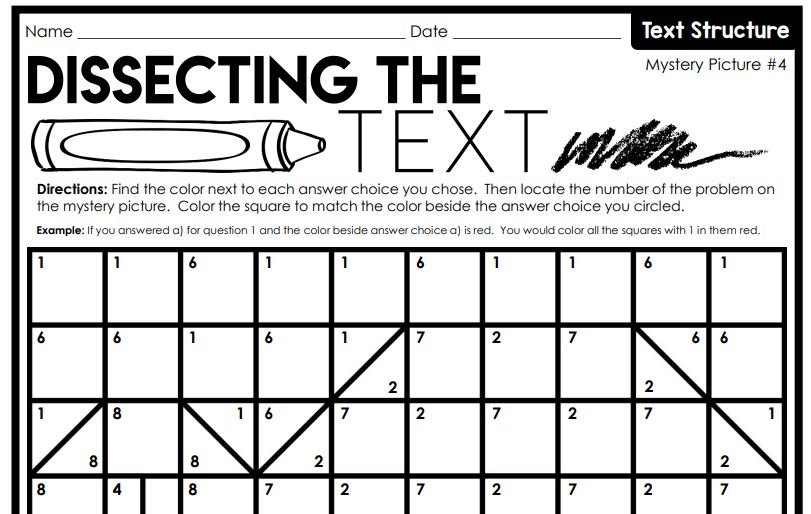 Name Date Text Structure
DISSECTING THE Mystery Picture #4
TEXT
Directions: Find the color next to each answer choice you chose. Then locate the number of the problem on
the mystery picture. Color the square to match the color beside the answer choice you circled.
Example: If you answered a) for question 1 and the color beside answer choice a) is red. You would color all the squares with 1 in them red.
1 1 6 1 1 6 1 1 6 1
6 6 1 6 1 7 2 7 6 6
2 2
1 8 1 6 7 2 7 2 7 1
8 8 2 2
8 4 8 7 2 7 2 7 2 7